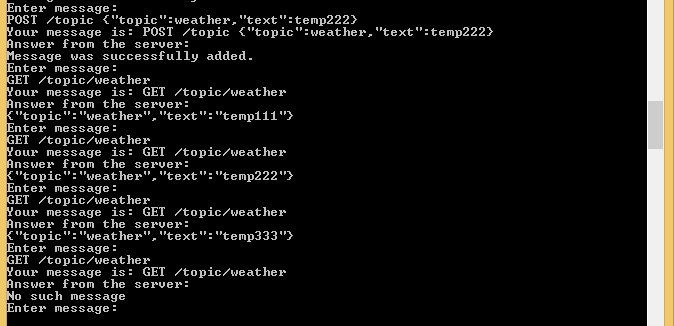 Enter message:
POST /topic {"topic":weather,"text":temp222}
Your message is: POST /topic {"topic":weather,"text":temp222}
Answer from the server:
Message was successfully added.
Enter message:
GET /topic/weather
Your message is: GET /topic/weather
Answer from the server:
{"topic":"weather","text":"temp111"}
Enter message:
GET /topic/weather
Your message is: GET /topic/weather
Answer from the server:
{"topic":"weather","text":"temp222"}
Enter message:
GET /topic/weather
Your message is: GET /topic/weather
Answer from the server:
{"topic":"weather","text":"temp333"}
Enter message:
GET /topic/weather
Your message is: GET /topic/weather
Answer from the server:
No such message
Enter message: